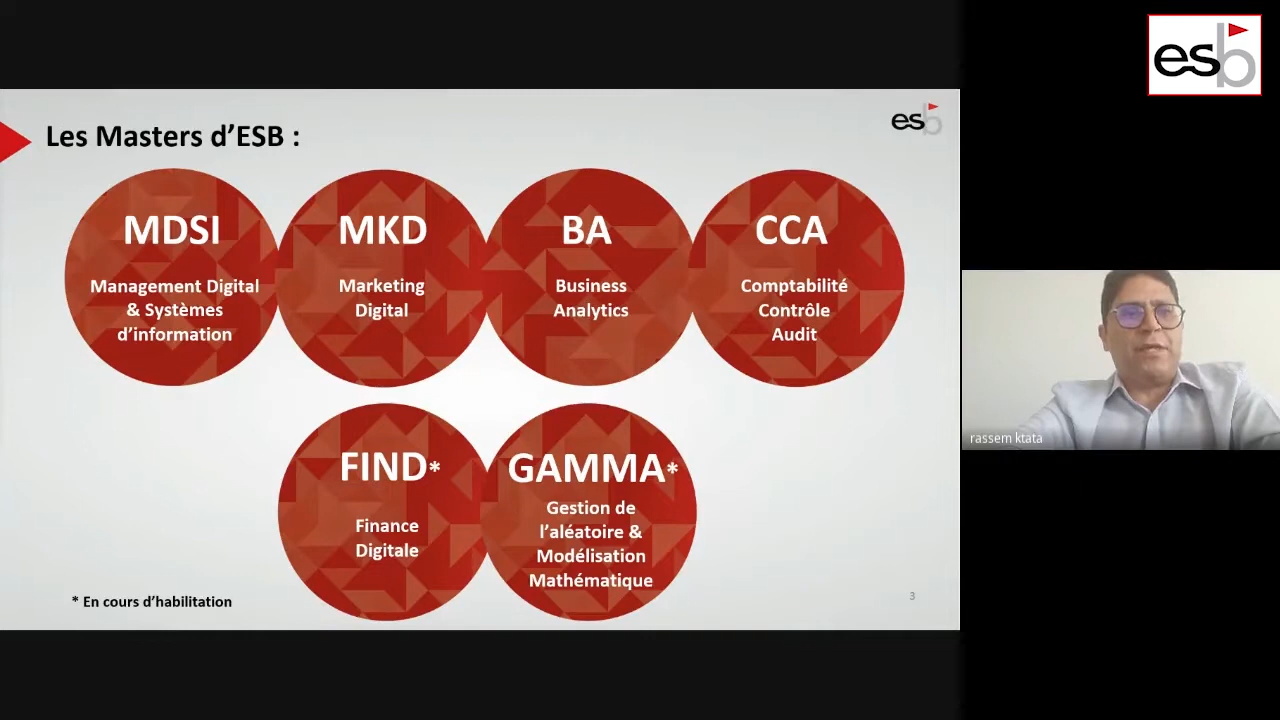 esb
Les Masters d’ESB :
esb
MDSI
Management Digital
& Systèmes
d’information
MKD
Marketing
Digital
BA
Business
Analytics
CCA
Comptabilité
Contrôle
Audit
FIND*
Finance
Digitale
GAMMA*
Gestion de
l’aléatoire &
Modélisation
Mathématique
* En cours d’habilitation
3
rassem ktata